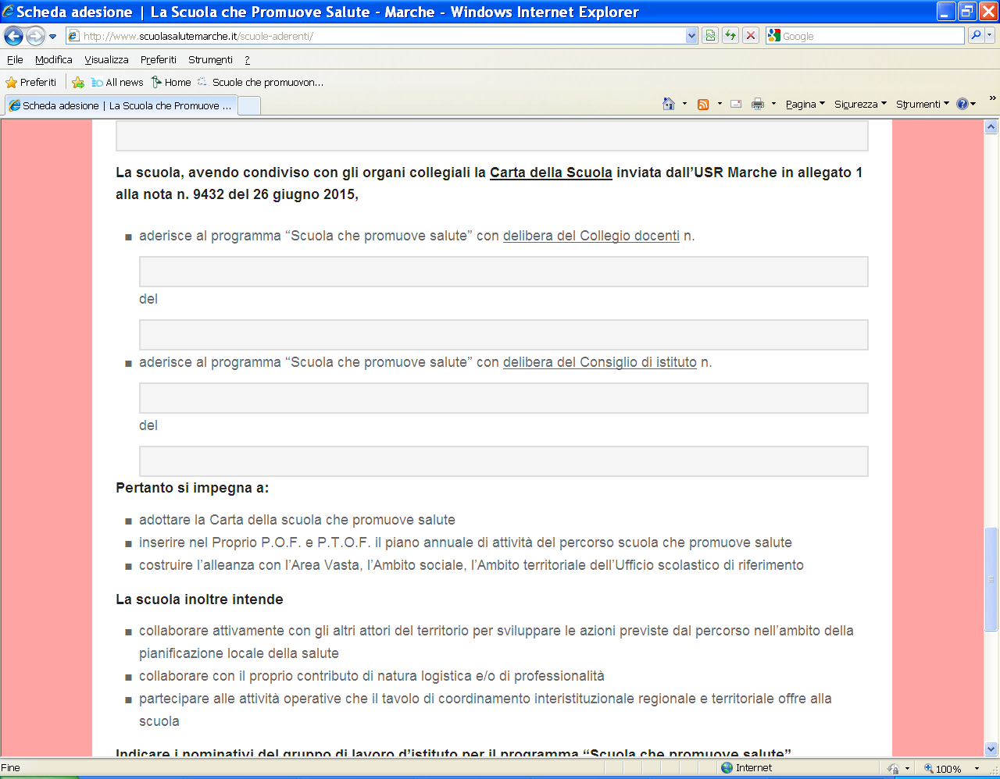 Scheda adesione | La Scuola che Promuove Salute - Marche - Windows Internet Explorer
http://www.scuolasalutemarche.it/scuole-aderenti/
Google
File Modifica Visualizza Preferiti Strumenti ?
Preferiti All news Home Scuole che promuovon...
Scheda adesione | La Scuola che Promuove ... Pagina Sicurezza Strumenti »
La scuola, avendo condiviso con gli organi collegiali la Carta della Scuola inviata dall’USR Marche in allegato 1
alla nota n. 9432 del 26 giugno 2015,
aderisce al programma “Scuola che promuove salute” con delibera del Collegio docenti n.
del
aderisce al programma “Scuola che promuove salute” con delibera del Consiglio di istituto n.
del
Pertanto si impegna a:
adottare la Carta della scuola che promuove salute
inserire nel Proprio P.O.F. e P.T.O.F. il piano annuale di attività del percorso scuola che promuove salute
costruire l’alleanza con l’Area Vasta, l’Ambito sociale, l’Ambito territoriale dell’Ufficio scolastico di riferimento
La scuola inoltre intende
collaborare attivamente con gli altri attori del territorio per sviluppare le azioni previste dal percorso nell’ambito della
pianificazione locale della salute
collaborare con il proprio contributo di natura logistica e/o di professionalità
partecipare alle attività operative che il tavolo di coordinamento interistituzionale regionale e territoriale offre alla
scuola
Indicare i nominativi del gruppo di lavoro d’istituto per il programma “Scuola che promuove salute”
Fine Internet 100%